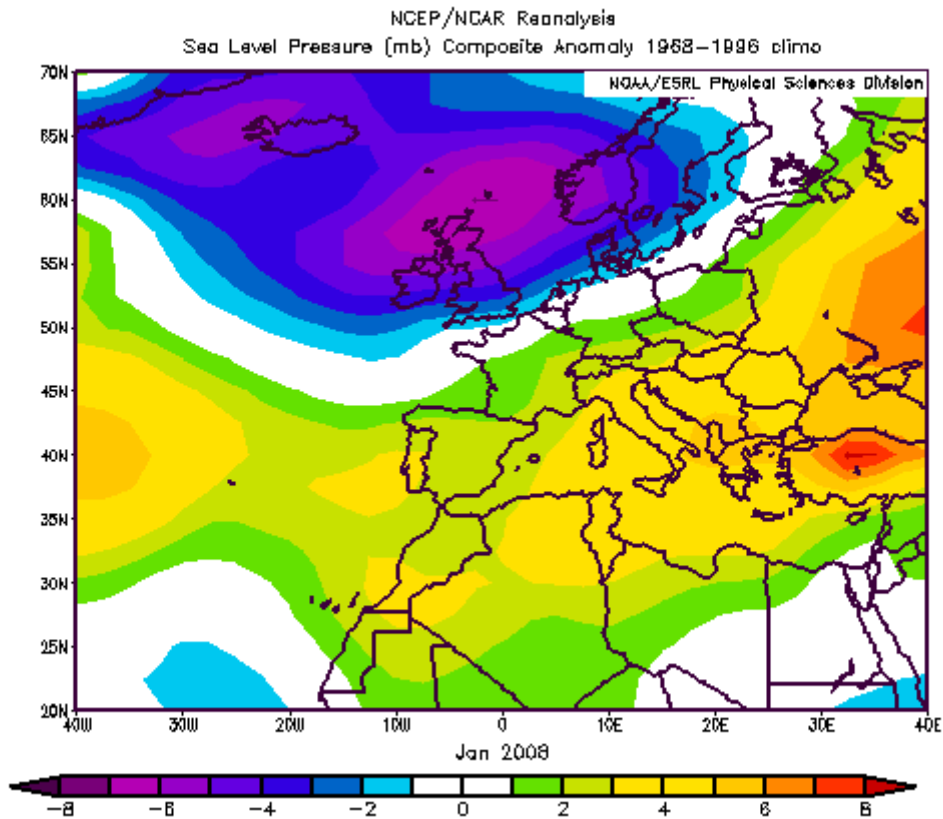 NCEP/NCAR Reanalysis
Sea Level Pressure (mb) Composite Anomaly 1968-1996 climo
NOAA/ESRL Physical Sciences Division
70N
65N
60N
55N
50N
45N
40N
35N
30N
25N
20N
40W 30W 20W 10W 0 10E 20E 30E 40E
Jan 2008
-8 -6 -4 -2 0 2 4 6 8